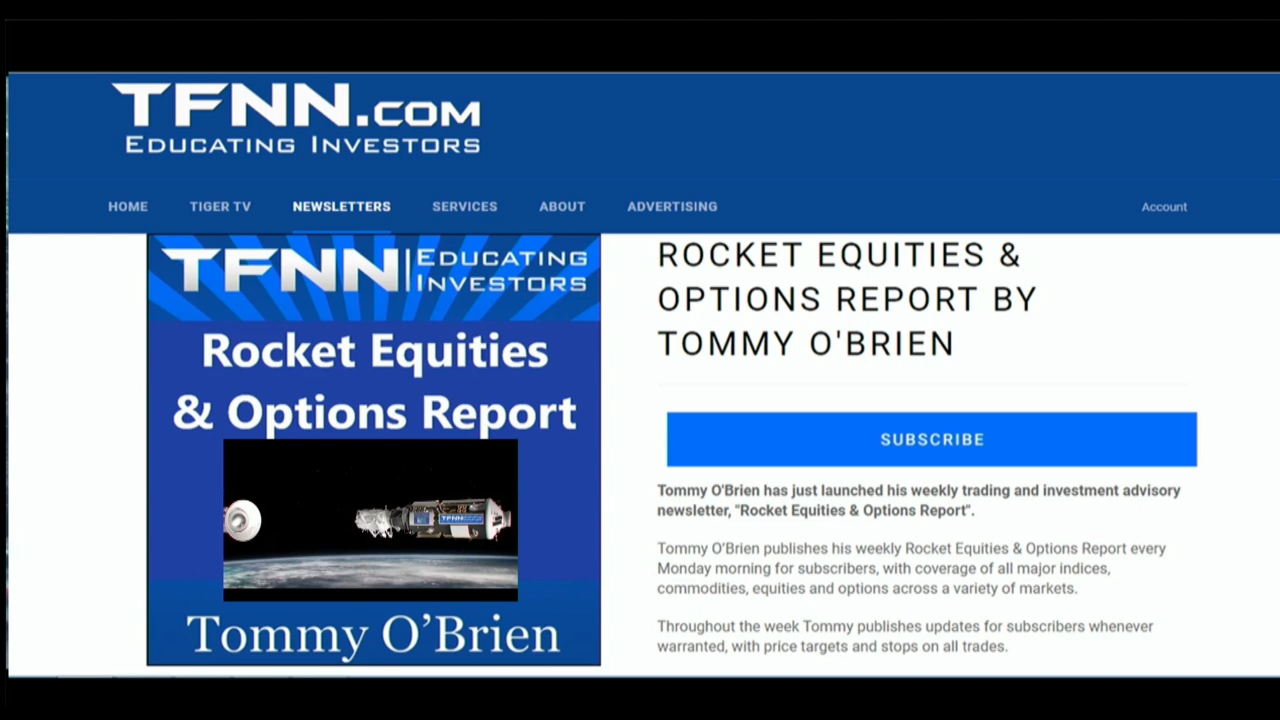 TFNN.COM
EDUCATING INVESTORS
HOME TIGER TV NEWSLETTERS SERVICES ABOUT ADVERTISING Account
TFNN EDUCATING
INVESTORS
Rocket Equities
& Options Report
TFNN
Tommy O'Brien
ROCKET EQUITIES &
OPTIONS REPORT BY
TOMMY O'BRIEN
SUBSCRIBE
Tommy O'Brien has just launched his weekly trading and investment advisory
newsletter, "Rocket Equities & Options Report".
Tommy O'Brien publishes his weekly Rocket Equities & Options Report every
Monday morning for subscribers, with coverage of all major indices,
commodities, equities and options across a variety of markets.
Throughout the week Tommy publishes updates for subscribers whenever
warranted, with price targets and stops on all trades.